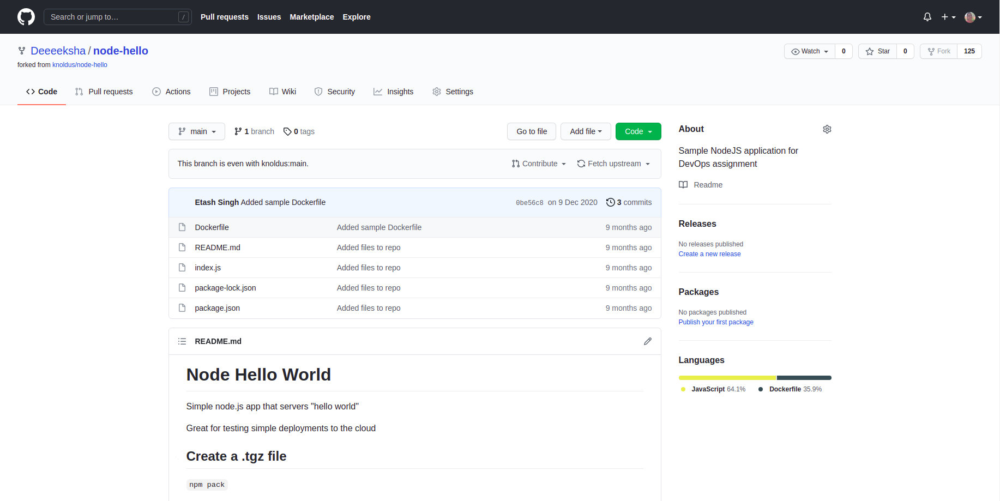 Search or jump to… / Pull requests Issues Marketplace Explore
Deeeeksha / node-hello Watch 0 Star 0 Fork 125
forked from knoldus/node-hello
Code Pull requests Actions Projects Wiki Security Insights Settings
main 1 branch 0 tags Go to file Add file Code
This branch is even with knoldus:main. Contribute Fetch upstream
Etash Singh Added sample Dockerfile 0be56c8 on 9 Dec 2020 3 commits
Dockerfile Added sample Dockerfile 9 months ago
README.md Added files to repo 9 months ago
index.js Added files to repo 9 months ago
package-lock.json Added files to repo 9 months ago
package.json Added files to repo 9 months ago
README.md
Node Hello World
Simple node.js app that servers "hello world"
Great for testing simple deployments to the cloud
Create a .tgz file
npm pack
About
Sample NodeJS application for
DevOps assignment
Readme
Releases
No releases published
Create a new release
Packages
No packages published
Publish your first package
Languages
JavaScript 64.1% Dockerfile 35.9%